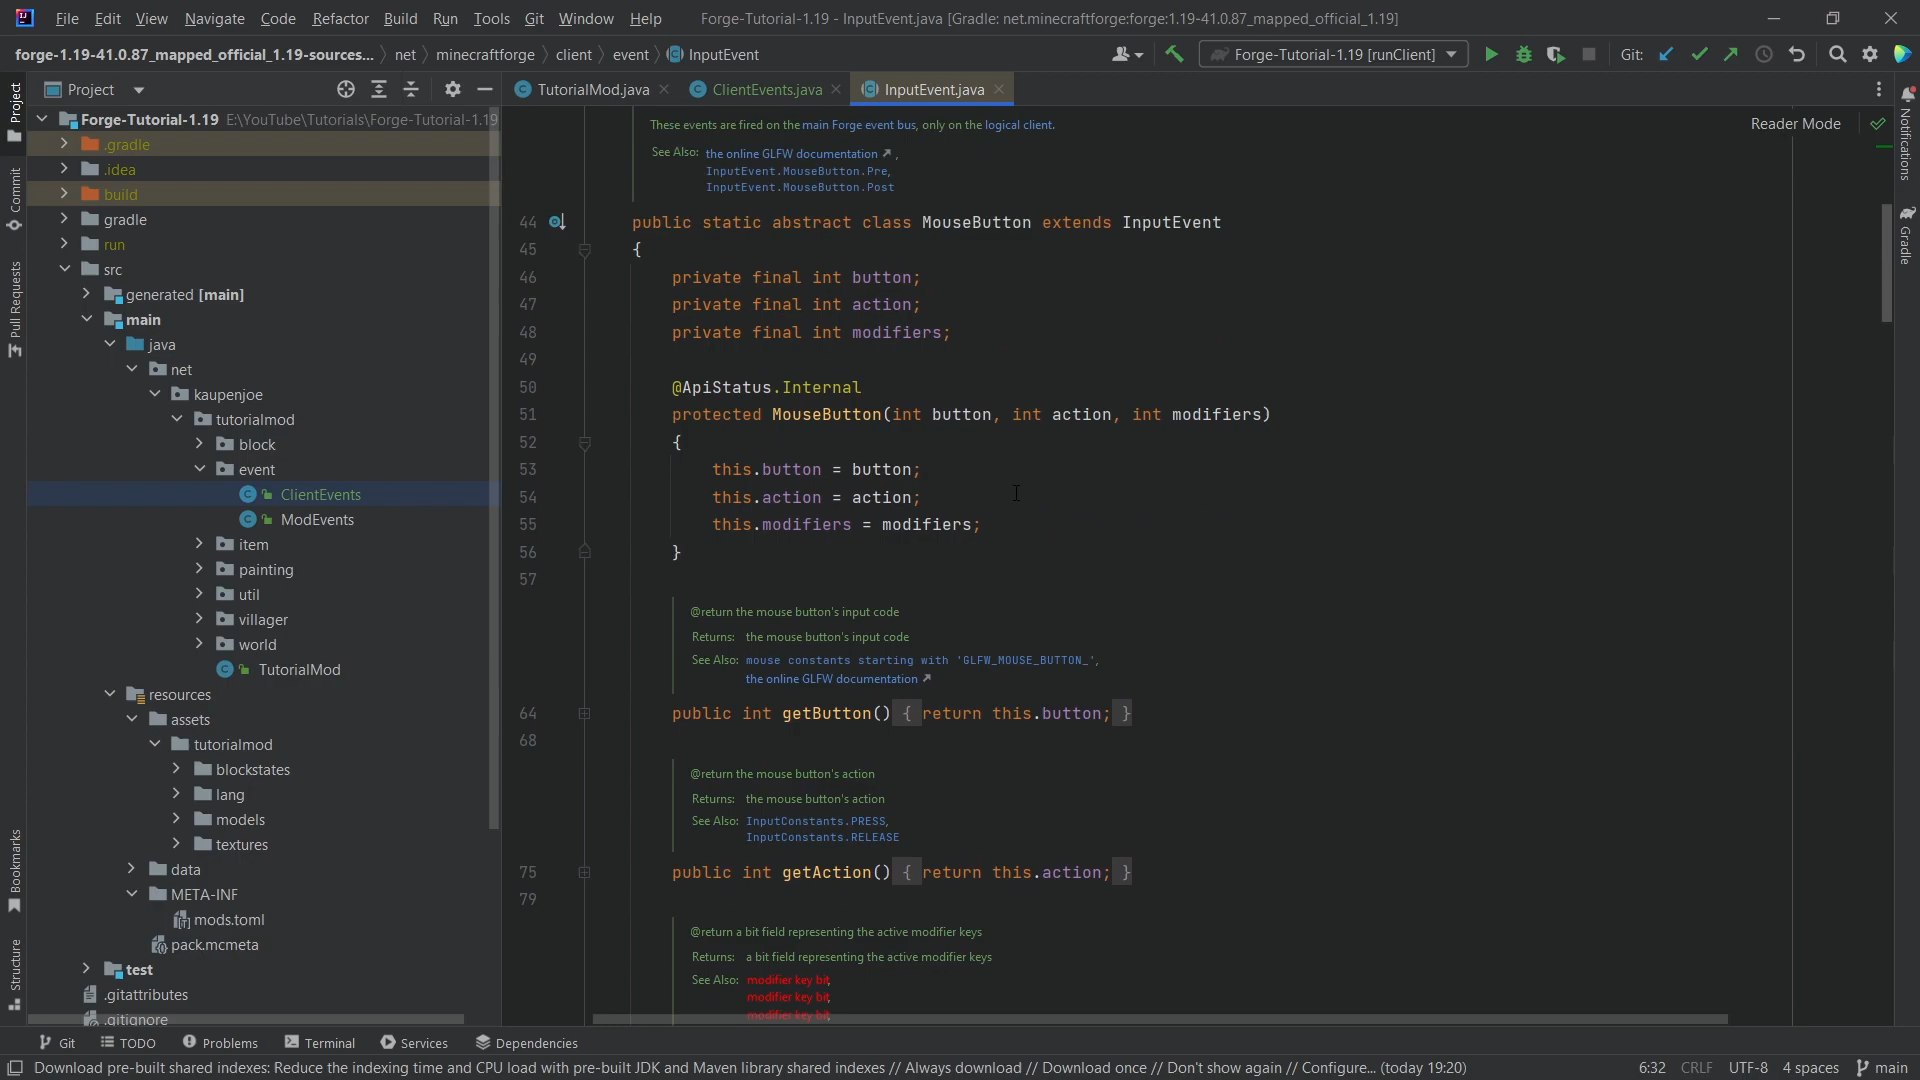 File Edit View Navigate Code Refactor Build Run Tools Git Window Help Forge-Tutorial-1.19 - InputEvent.java [Gradle: net.minecraftforge:forge:1.19-41.0.87_mapped_official_1.19]
forge-1.19-41.0.87_mapped_official_1.19-sources... net minecraftforge client event InputEvent Forge-Tutorial-1.19 [runClient] Git:
Project TutorialMod.java ClientEvents.java InputEvent.java
Forge-Tutorial-1.19 E:\YouTube\Tutorials\Forge-Tutorial-1.19
.gradle
.idea
build
gradle
run
src
generated [main]
main
java
net
kaupenjoe
tutorialmod
block
event
ClientEvents
ModEvents
item
painting
util
villager
world
TutorialMod
resources
assets
tutorialmod
blockstates
lang
models
textures
data
META-INF
mods.toml
pack.mcmeta
test
.gitattributes
.gitignore
Project
Commit
Pull Requests
Bookmarks
Structure
These events are fired on the main Forge event bus, only on the logical client.
Reader Mode
See Also: the online GLFW documentation ↗ ,
InputEvent.MouseButton.Pre,
InputEvent.MouseButton.Post
44 public static abstract class MouseButton extends InputEvent
45 {
46 private final int button;
47 private final int action;
48 private final int modifiers;
49
50 @ApiStatus.Internal
51 protected MouseButton(int button, int action, int modifiers)
52 {
53 this.button = button;
54 this.action = action;
55 this.modifiers = modifiers;
56 }
57
@return the mouse button's input code
Returns: the mouse button's input code
See Also: mouse constants starting with 'GLFW_MOUSE_BUTTON_',
the online GLFW documentation ↗
64 public int getButton() { return this.button; }
68
@return the mouse button's action
Returns: the mouse button's action
See Also: InputConstants.PRESS,
InputConstants.RELEASE
75 public int getAction() { return this.action; }
79
@return a bit field representing the active modifier keys
Returns: a bit field representing the active modifier keys
See Also: modifier key bit,
modifier key bit,
modifier key bit,
Notifications
Gradle
Git TODO Problems Terminal Services Dependencies
Download pre-built shared indexes: Reduce the indexing time and CPU load with pre-built JDK and Maven library shared indexes // Always download // Download once // Don't show again // Configure... (today 19:20) 6:32 CRLF UTF-8 4 spaces main